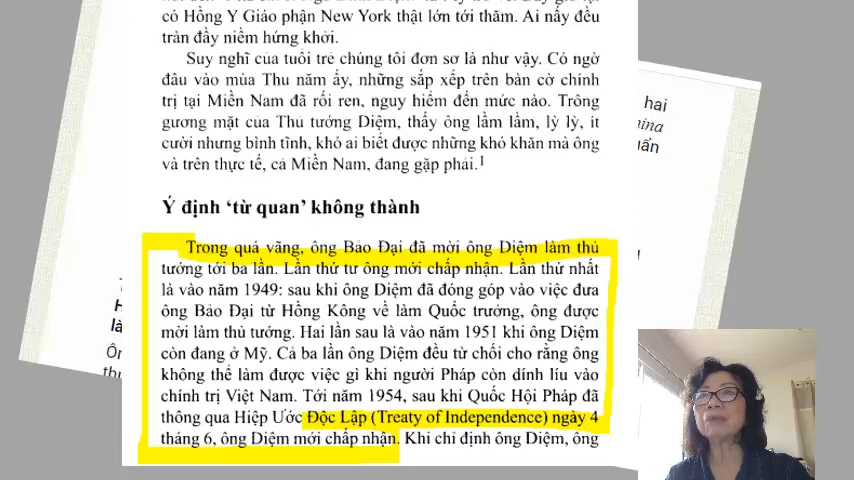 có Hồng Y Giáo phận New York thật lớn tới thăm. Ai nấy đều
tràn đầy niềm hứng khởi.
Suy nghĩ của tuổi trẻ chúng tôi đơn sơ là như vậy. Có ngờ
đâu vào mùa Thu năm ấy, những sắp xếp trên bàn cờ chính
trị tại Miền Nam đã rối ren, nguy hiểm đến mức nào. Trông
gương mặt của Thủ tướng Diệm, thấy ông lầm lầm, lỳ lỳ, ít
cười nhưng bình tĩnh, khó ai biết được những khó khăn mà ông
và trên thực tế, cả Miền Nam, đang gặp phải.1
Ý định ‘từ quan’ không thành
Trong quá vãng, ông Bảo Đại đã mời ông Diệm làm thủ
tướng tới ba lần. Lần thứ tư ông mới chấp nhận. Lần thứ nhất
là vào năm 1949: sau khi ông Diệm đã đóng góp vào việc đưa
ông Bảo Đại từ Hồng Kông về làm Quốc trưởng, ông được
mời làm thủ tướng. Hai lần sau là vào năm 1951 khi ông Diệm
còn đang ở Mỹ. Cả ba lần ông Diệm đều từ chối cho rằng ông
không thể làm được việc gì khi người Pháp còn dính líu vào
chính trị Việt Nam. Tới năm 1954, sau khi Quốc Hội Pháp đã
thông qua Hiệp Ước Độc Lập (Treaty of Independence) ngày 4
tháng 6, ông Diệm mới chấp nhận. Khi chỉ định ông Diệm, ông
hai
ina